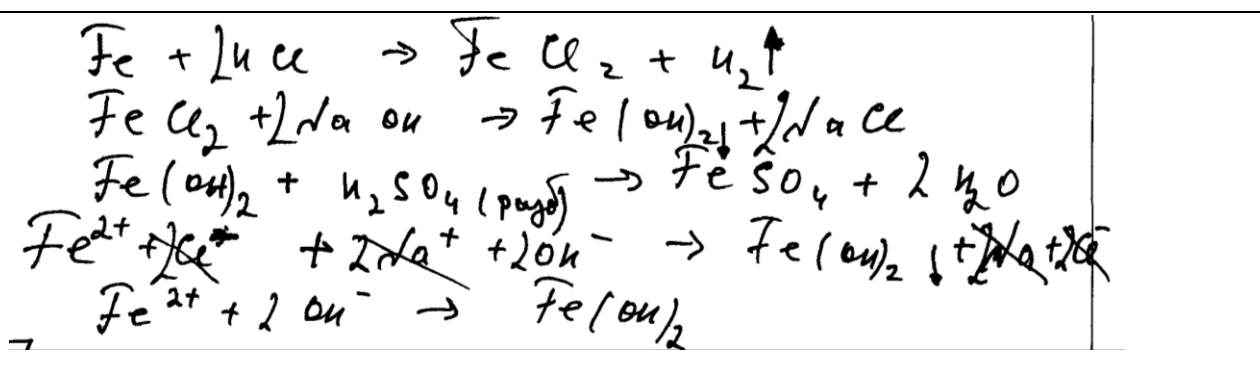 Fe + 2HCl → FeCl₂ + H₂↑
FeCl₂ + 2NaOH → Fe(OH)₂↓ + 2NaCl
Fe(OH)₂ + H₂SO₄ (разб) → FeSO₄ + 2H₂O
Fe²⁺ + 2Cl⁻ + 2Na⁺ + 2OH⁻ → Fe(OH)₂↓ + 2Na + 2Cl⁻
Fe²⁺ + 2OH⁻ → Fe(OH)₂